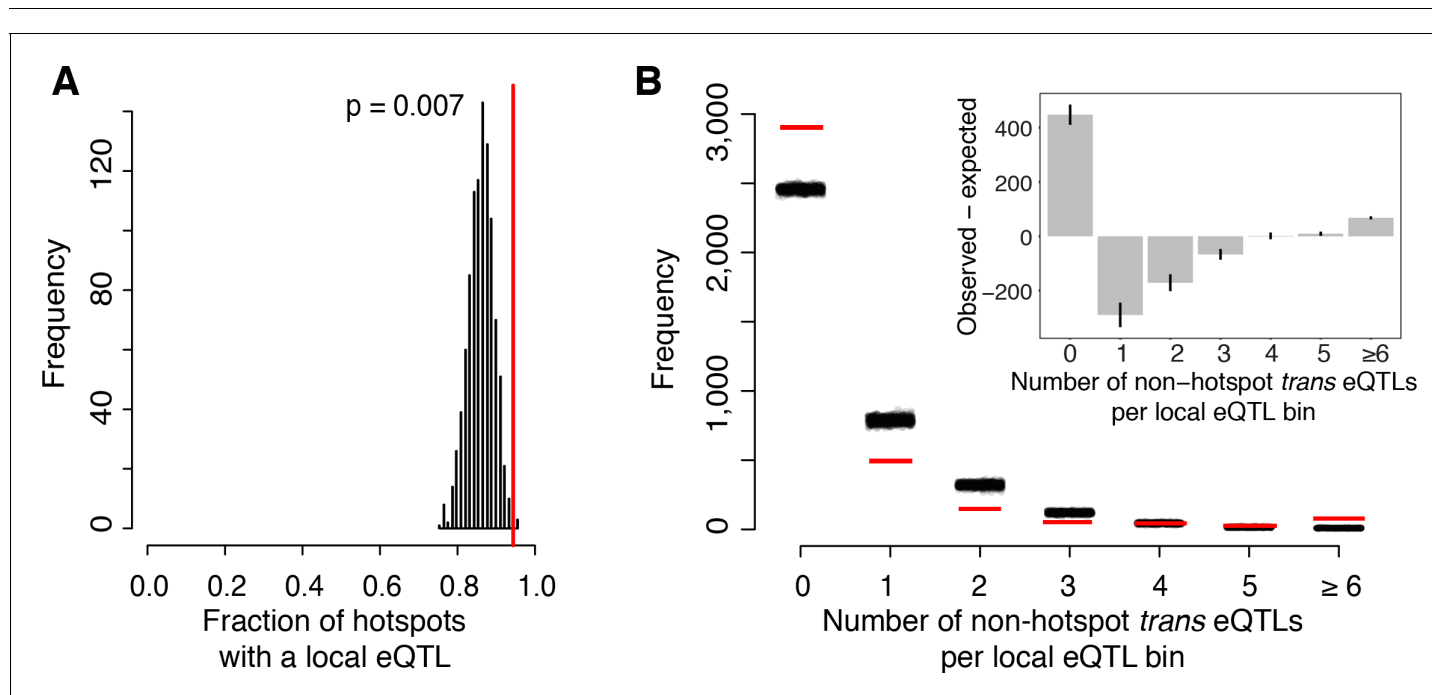 A
p = 0.007
Frequency
0
40
80
120
0.0 0.2 0.4 0.6 0.8 1.0
Fraction of hotspots
with a local eQTL
B
Frequency
0
1,000
2,000
3,000
0 1 2 3 4 5 ≥ 6
Number of non-hotspot trans eQTLs
per local eQTL bin
Observed − expected
400
200
0
−200
0 1 2 3 4 5 ≥6
Number of non−hotspot trans eQTLs
per local eQTL bin